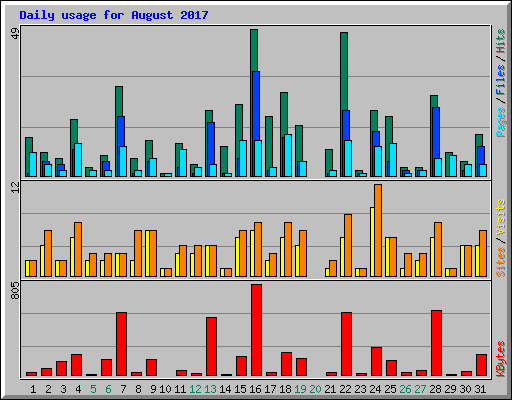 Daily usage for August 2017
49
Pages / Files / Hits
12
Sites / Visits
805
KBytes
1 2 3 4 5 6 7 8 9 10 11 12 13 14 15 16 17 18 19 20 21 22 23 24 25 26 27 28 29 30 31